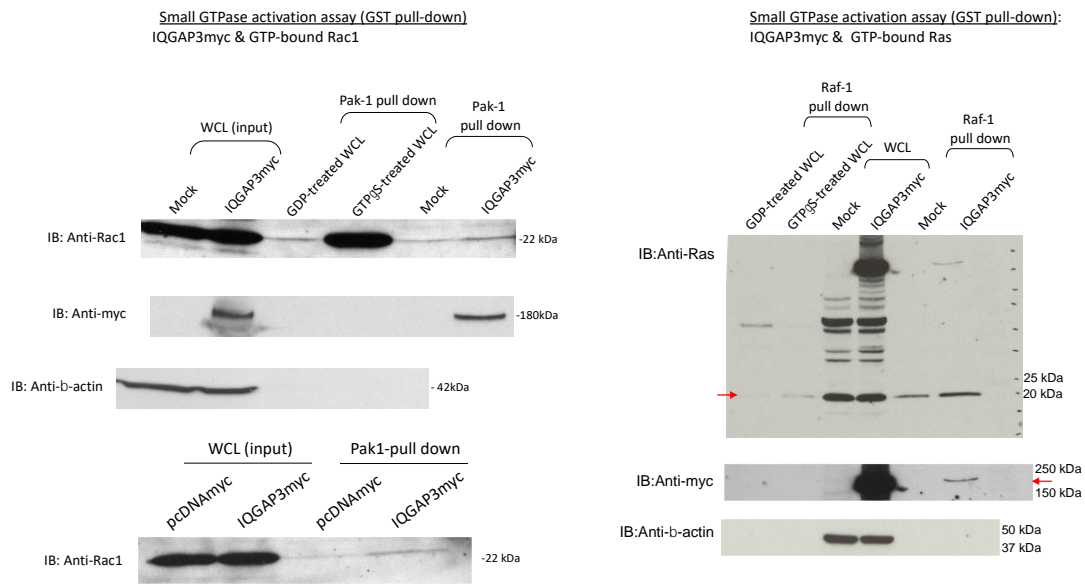 Small GTPase activation assay (GST pull-down)
IQGAP3myc & GTP-bound Rac1
Pak-1 pull down
Pak-1
pull down
WCL (input)
Mock
IQGAP3myc
GDP-treated WCL
GTPgS-treated WCL
Mock
IQGAP3myc
IB: Anti-Rac1
-22 kDa
IB: Anti-myc
-180kDa
IB: Anti-b-actin
- 42kDa
WCL (input)
Pak1-pull down
pcDNAmyc
IQGAP3myc
pcDNAmyc
IQGAP3myc
IB: Anti-Rac1
-22 kDa
Small GTPase activation assay (GST pull-down):
IQGAP3myc & GTP-bound Ras
Raf-1
pull down
WCL
Raf-1
pull down
GDP-treated WCL
GTPgS-treated WCL
Mock
IQGAP3myc
Mock
IQGAP3myc
IB:Anti-Ras
25 kDa
20 kDa
IB:Anti-myc
250 kDa
150 kDa
IB:Anti-b-actin
50 kDa
37 kDa